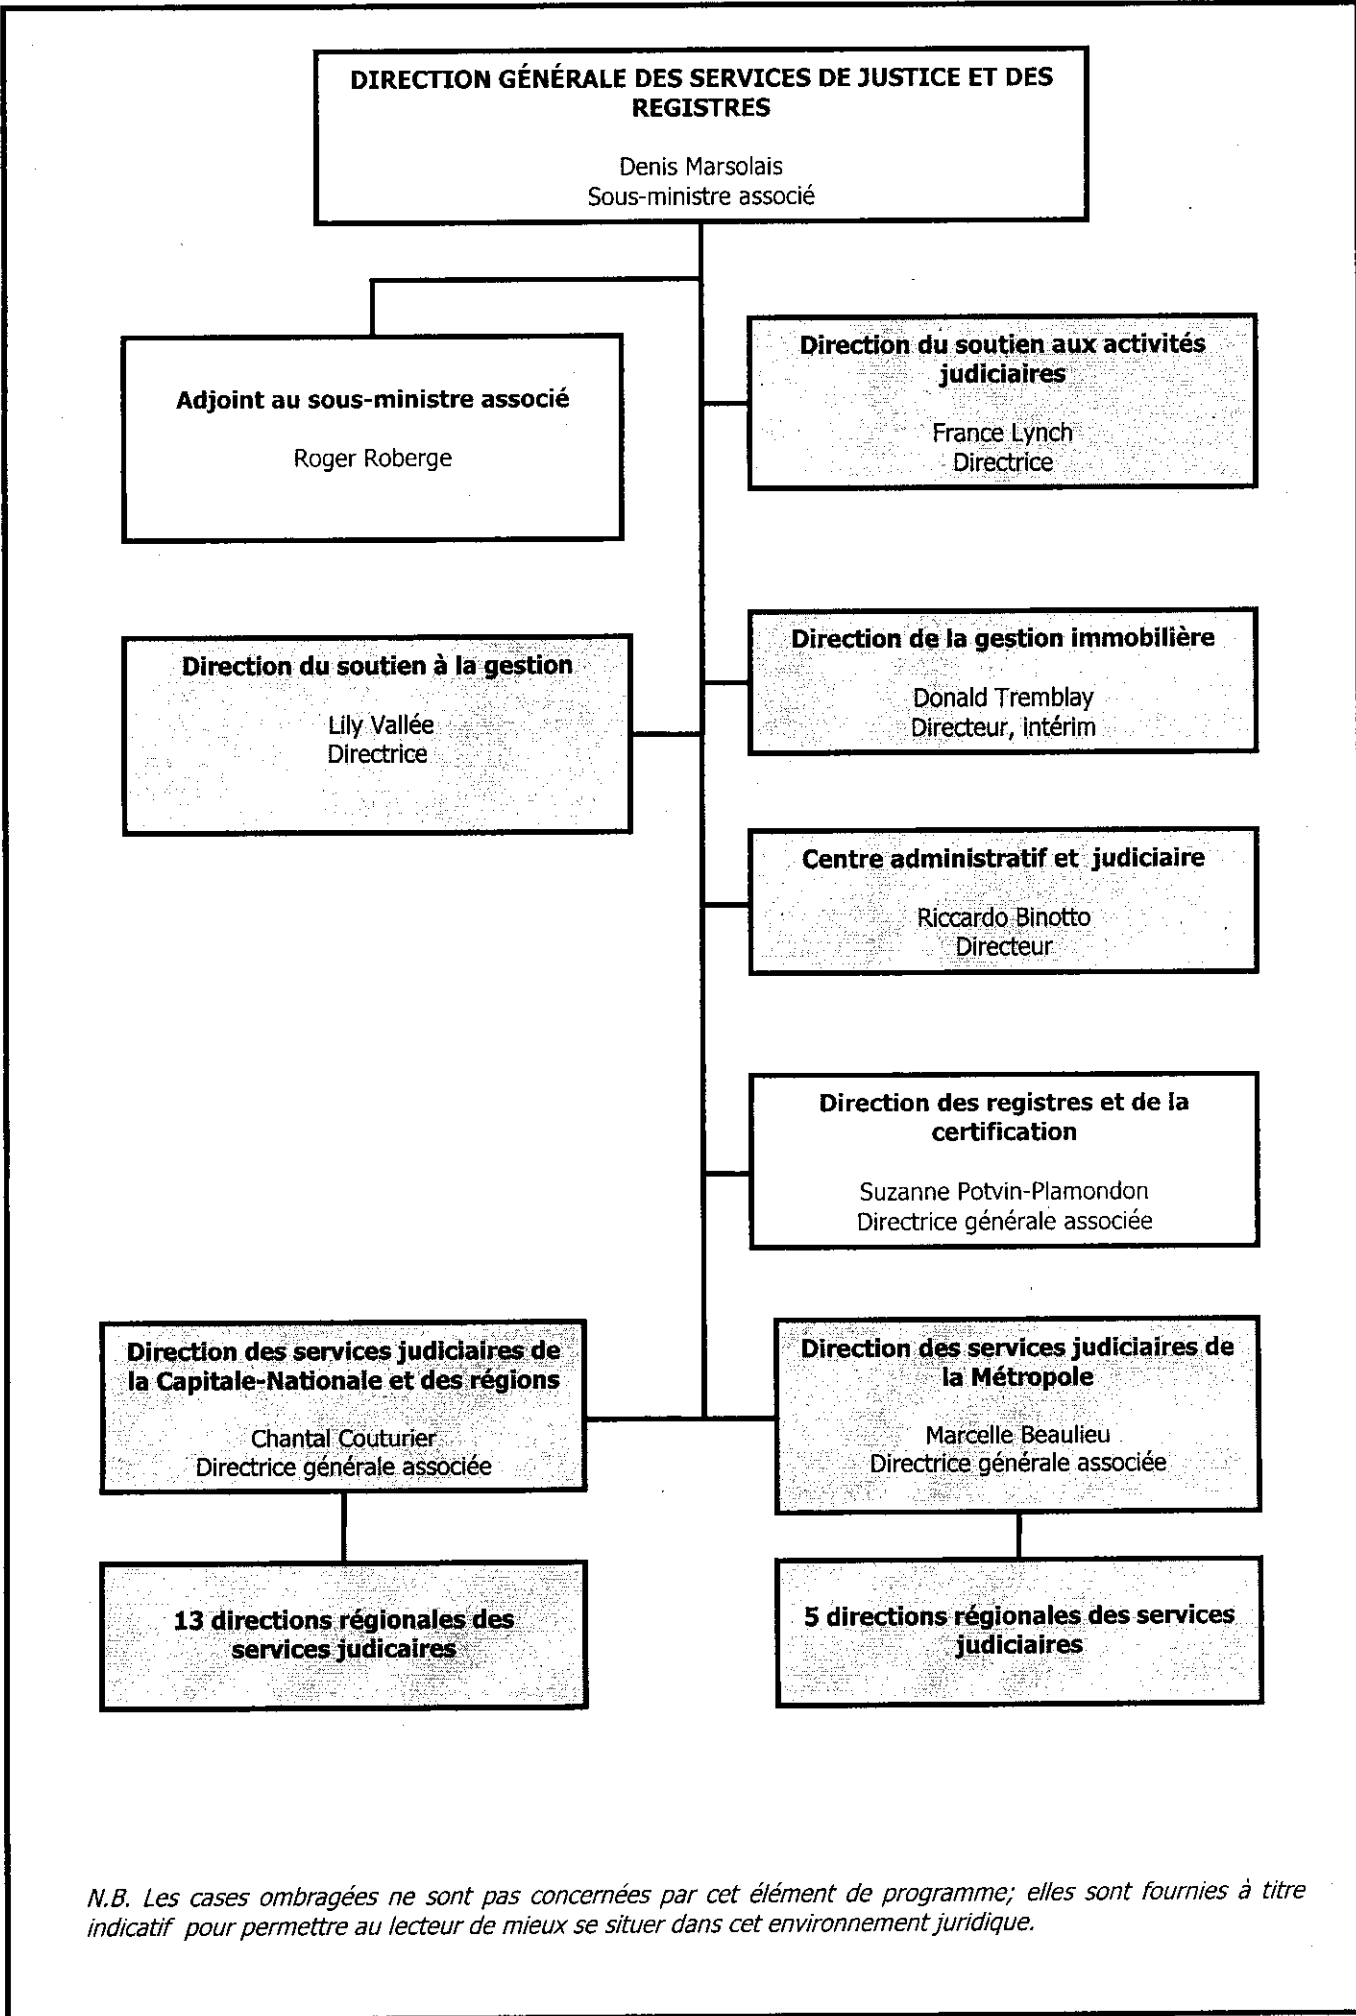 DIRECTION GÉNÉRALE DES SERVICES DE JUSTICE ET DES
REGISTRES
Denis Marsolais
Sous-ministre associé
Adjoint au sous-ministre associé
Roger Roberge
Direction du soutien aux activités
judiciaires
France Lynch
Directrice
Direction du soutien à la gestion
Lily Vallée
Directrice
Direction de la gestion immobilière
Donald Tremblay
Directeur, intérim
Centre administratif et judiciaire
Riccardo Binotto
Directeur
Direction des registres et de la
certification
Suzanne Potvin-Plamondon
Directrice générale associée
Direction des services judiciaires de
la Capitale-Nationale et des régions
Chantal Couturier
Directrice générale associée
Direction des services judiciaires de
la Métropole
Marcelle Beaulieu
Directrice générale associée
13 directions régionales des
services judicaires
5 directions régionales des services
judiciaires
N.B. Les cases ombragées ne sont pas concernées par cet élément de programme; elles sont fournies à titre
indicatif pour permettre au lecteur de mieux se situer dans cet environnement juridique.